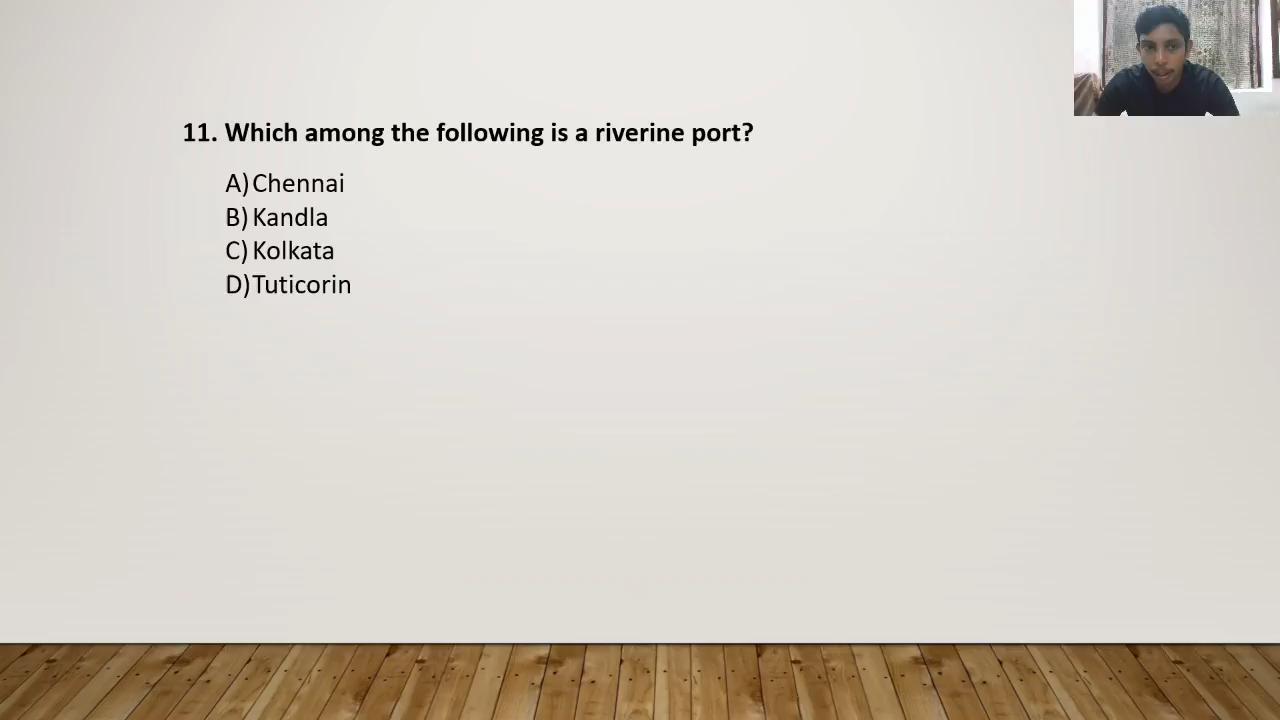 11. Which among the following is a riverine port?
A) Chennai
B) Kandla
C) Kolkata
D) Tuticorin